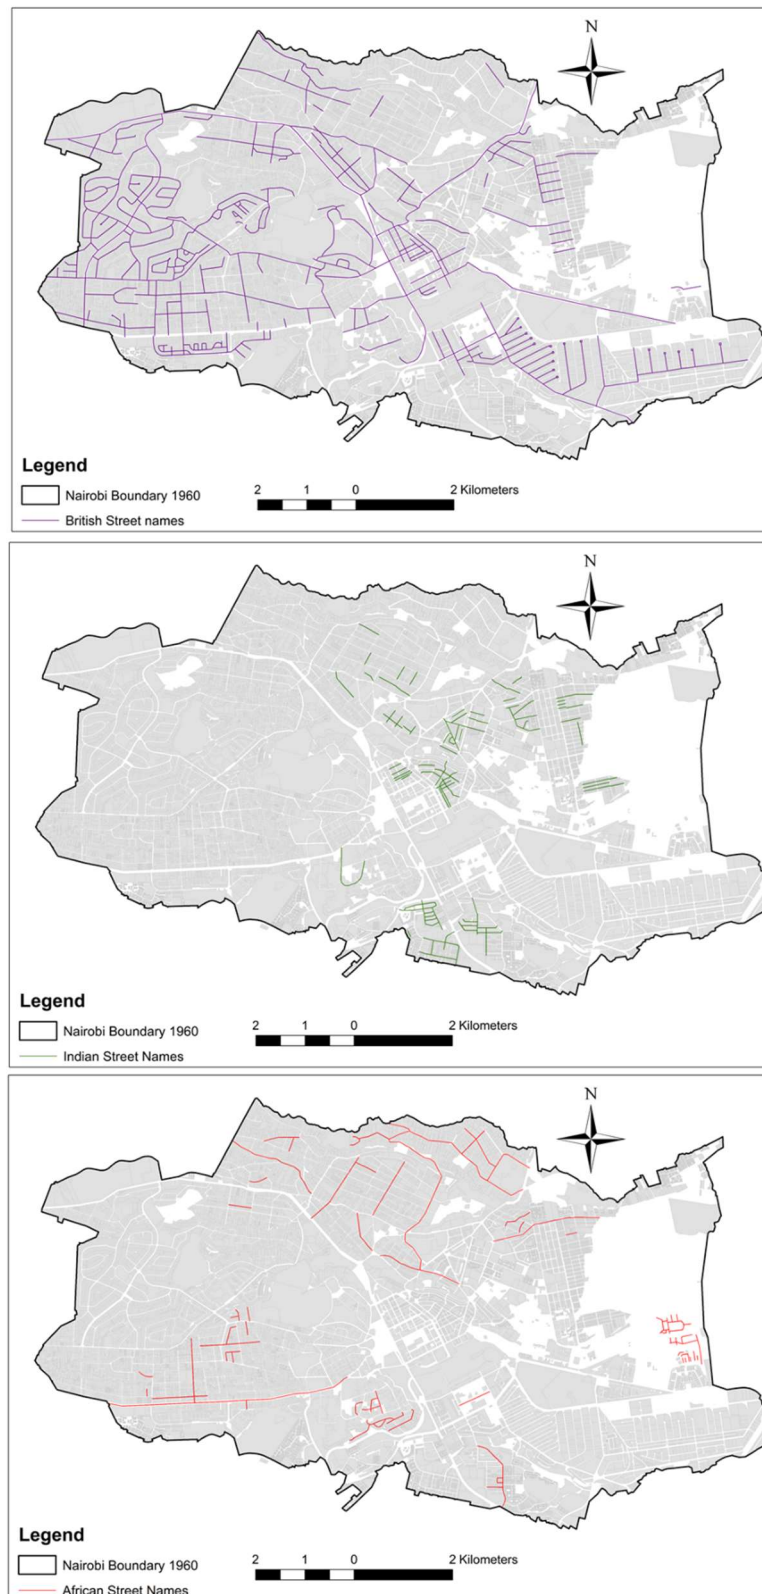 N
Legend
2 1 0 2 Kilometers
Nairobi Boundary 1960
British Street names
N
Legend
2 1 0 2 Kilometers
Nairobi Boundary 1960
Indian Street Names
N
Legend
2 1 0 2 Kilometers
Nairobi Boundary 1960
African Street Names